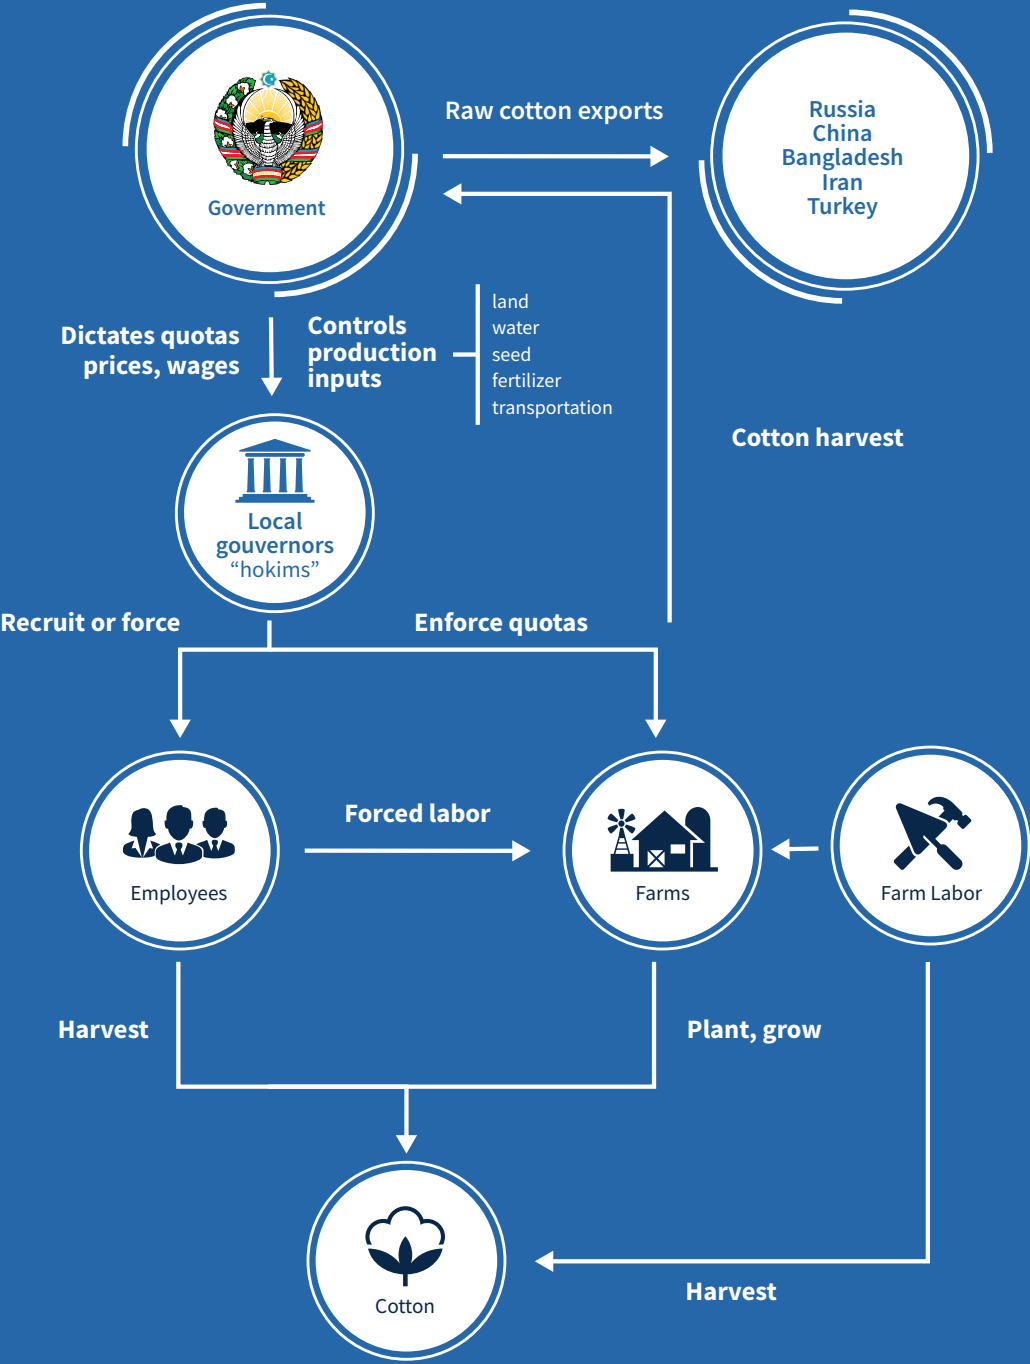 Government
Raw cotton exports
Russia
China
Bangladesh
Iran
Turkey
Dictates quotas
prices, wages
Controls
production
inputs
land
water
seed
fertilizer
transportation
Cotton harvest
Local
gouvernors
“hokims”
Recruit or force
Enforce quotas
Employees
Forced labor
Farms
Farm Labor
Harvest
Plant, grow
Cotton
Harvest